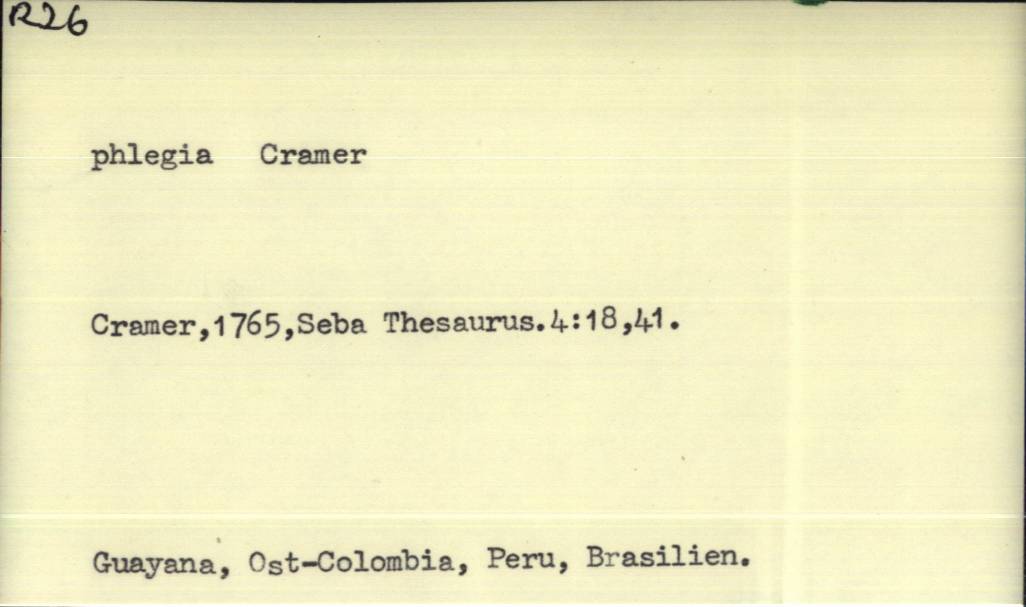 R26
phlegia Cramer
Cramer,1765,Seba Thesaurus.4:18,41.
Guayana, Ost-Colombia, Peru, Brasilien.